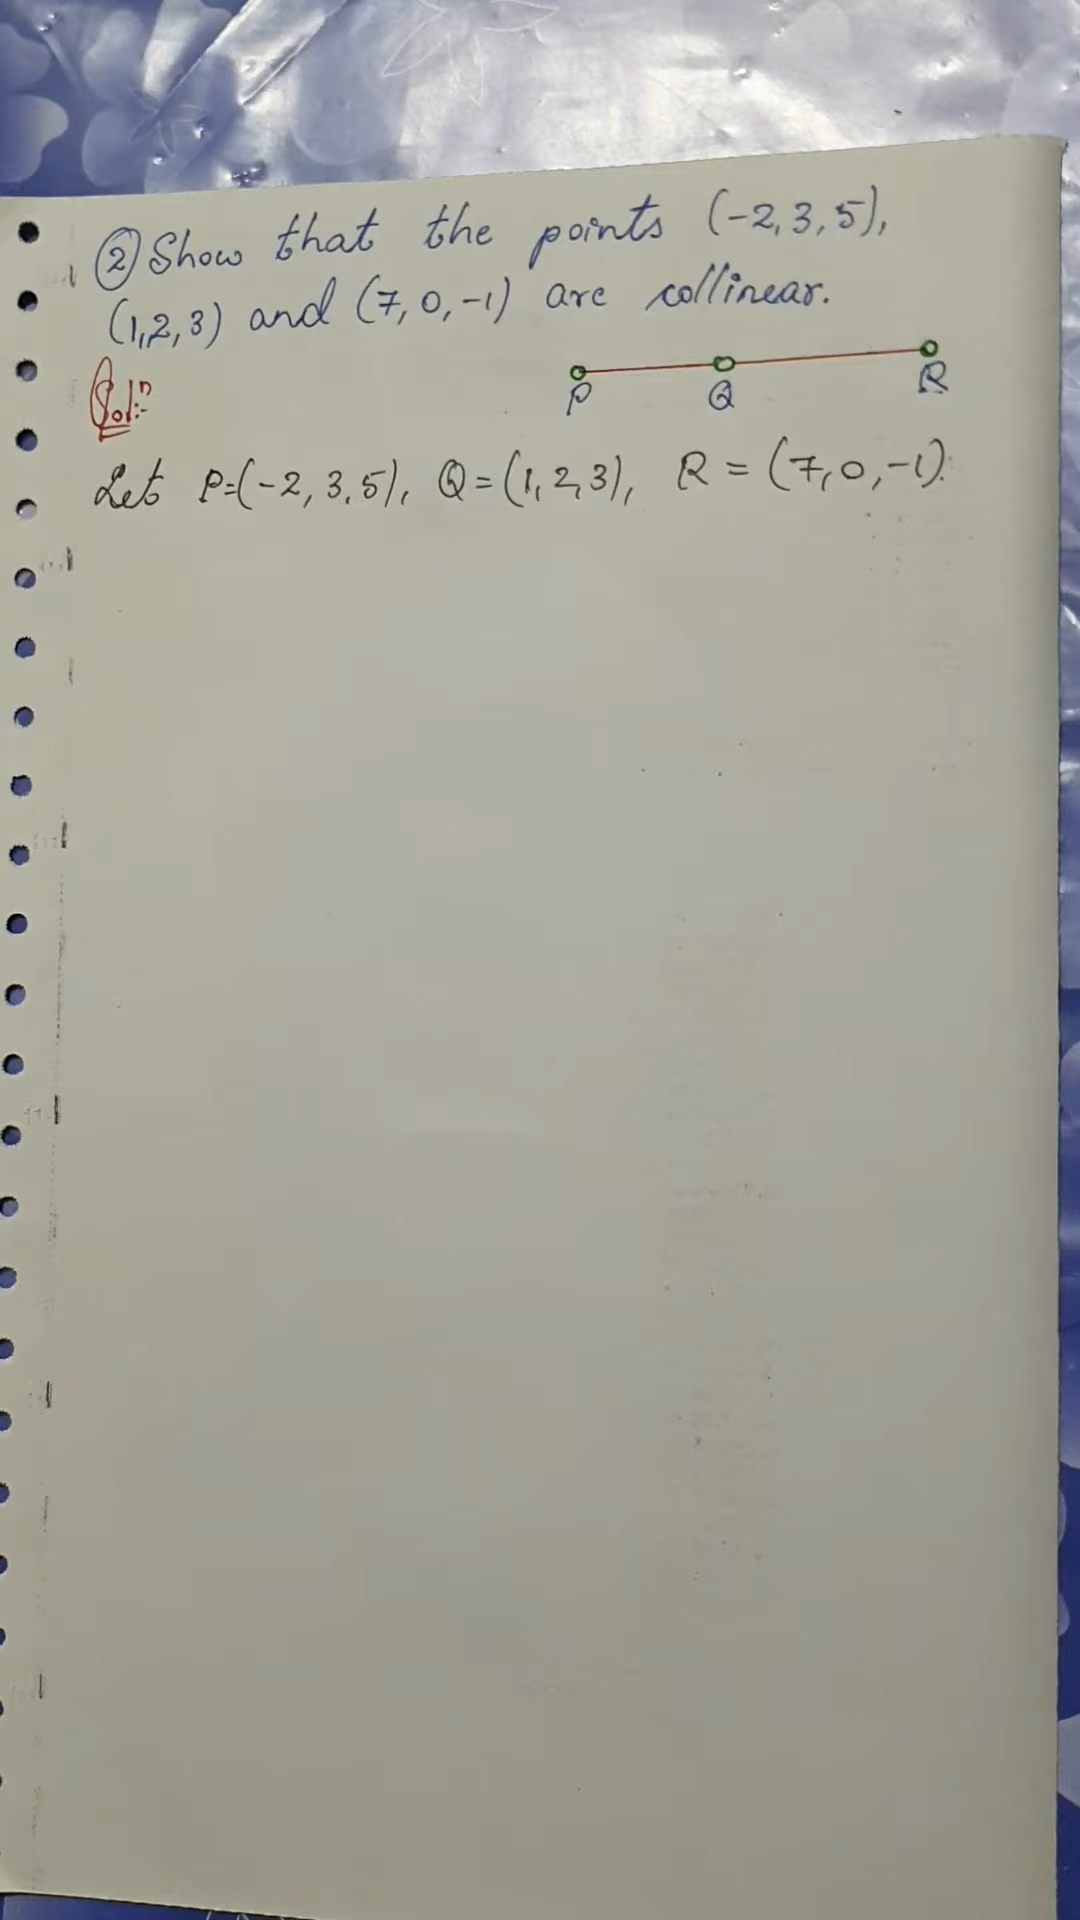 ② Show that the points (-2, 3, 5),
(1, 2, 3) and (7, 0, -1) are collinear.
Solⁿ:-
P Q R
Let P=(-2, 3, 5), Q=(1, 2, 3), R = (7, 0, -1).